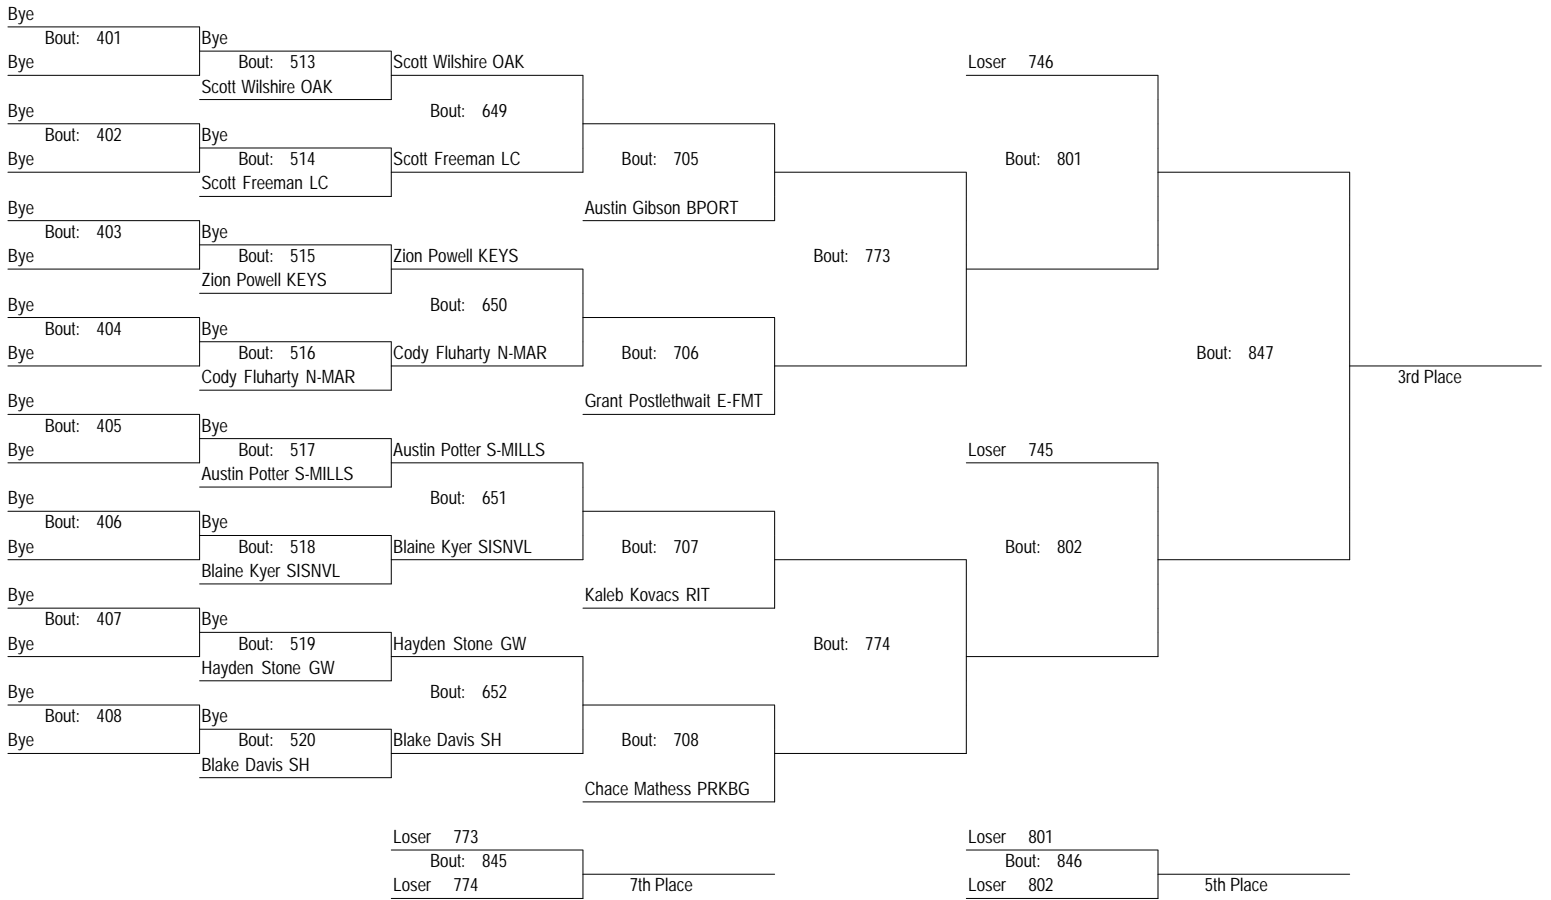 Bye
Bout: 401 Bye
Bye Bout: 513 Scott Wilshire OAK Loser 746
Scott Wilshire OAK
Bye Bout: 649
Bout: 402 Bye
Bye Bout: 514 Scott Freeman LC Bout: 705 Bout: 801
Scott Freeman LC
Bye Austin Gibson BPORT
Bout: 403 Bye
Bye Bout: 515 Zion Powell KEYS Bout: 773
Zion Powell KEYS
Bye Bout: 650
Bout: 404 Bye
Bye Bout: 516 Cody Fluharty N-MAR Bout: 706 Bout: 847
Cody Fluharty N-MAR 3rd Place
Bye Grant Postlethwait E-FMT
Bout: 405 Bye
Bye Bout: 517 Austin Potter S-MILLS Loser 745
Austin Potter S-MILLS
Bye Bout: 651
Bout: 406 Bye
Bye Bout: 518 Blaine Kyer SISNVL Bout: 707 Bout: 802
Blaine Kyer SISNVL
Bye Kaleb Kovacs RIT
Bout: 407 Bye
Bye Bout: 519 Hayden Stone GW Bout: 774
Hayden Stone GW
Bye Bout: 652
Bout: 408 Bye
Bye Bout: 520 Blake Davis SH Bout: 708
Blake Davis SH
Chace Mathess PRKBG
Loser 773 Loser 801
Bout: 845 Bout: 846
Loser 774 7th Place Loser 802 5th Place